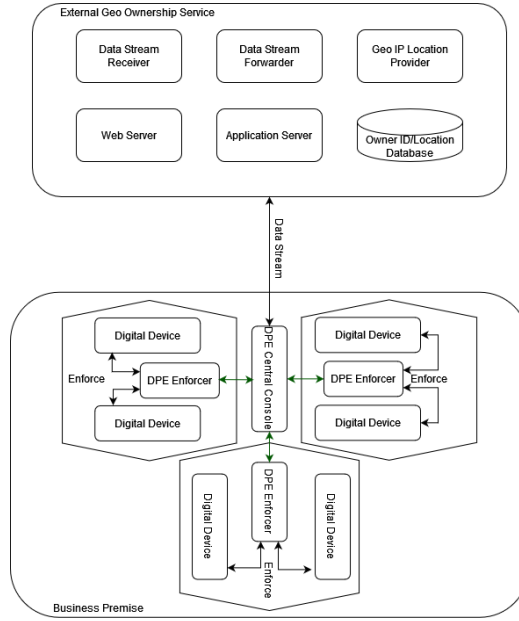 External Geo Ownership Service
Data Stream
Receiver
Data Stream
Forwarder
Geo IP Location
Provider
Web Server
Application Server
Owner ID/Location
Database
Data Stream
Digital Device
DPE Enforcer
Enforce
Digital Device
DPE Central Console
Digital Device
DPE Enforcer
Enforce
Digital Device
DPE Enforcer
Digital Device
Digital Device
Enforce
Business Premise